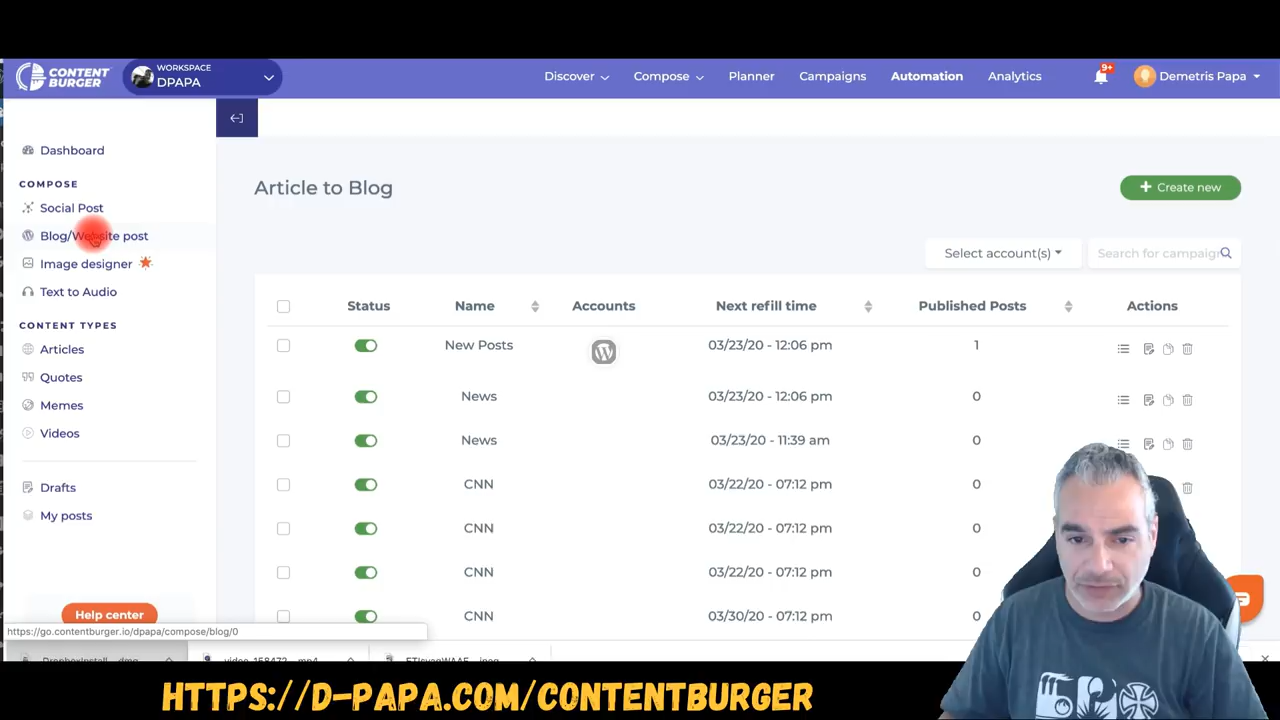 CONTENT BURGER
WORKSPACE
DPAPA
Discover
Compose
Planner
Campaigns
Automation
Analytics
9+
Demetris Papa
Dashboard
COMPOSE
Social Post
Blog/Website post
Image designer
Text to Audio
CONTENT TYPES
Articles
Quotes
Memes
Videos
Drafts
My posts
Help center
Article to Blog
+ Create new
Select account(s)
Search for campaig
Status Name Accounts Next refill time Published Posts Actions
New Posts 03/23/20 - 12:06 pm 1
News 03/23/20 - 12:06 pm 0
News 03/23/20 - 11:39 am 0
CNN 03/22/20 - 07:12 pm 0
CNN 03/22/20 - 07:12 pm 0
CNN 03/22/20 - 07:12 pm 0
CNN 03/30/20 - 07:12 pm 0
https://go.contentburger.io/dpapa/compose/blog/0
HTTPS://D-PAPA.COM/CONTENTBURGER